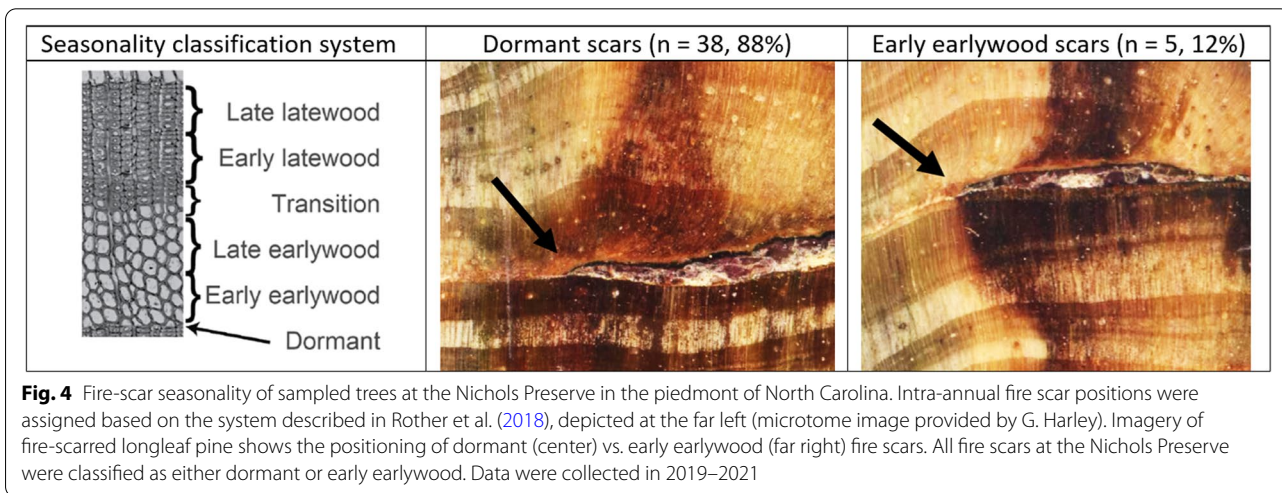 Seasonality classification system
Dormant scars (n = 38, 88%)
Early earlywood scars (n = 5, 12%)
Late latewood
Early latewood
Transition
Late earlywood
Early earlywood
Dormant
Fig. 4 Fire-scar seasonality of sampled trees at the Nichols Preserve in the piedmont of North Carolina. Intra-annual fire scar positions were
assigned based on the system described in Rother et al. (2018), depicted at the far left (microtome image provided by G. Harley). Imagery of
fire-scarred longleaf pine shows the positioning of dormant (center) vs. early earlywood (far right) fire scars. All fire scars at the Nichols Preserve
were classified as either dormant or early earlywood. Data were collected in 2019–2021